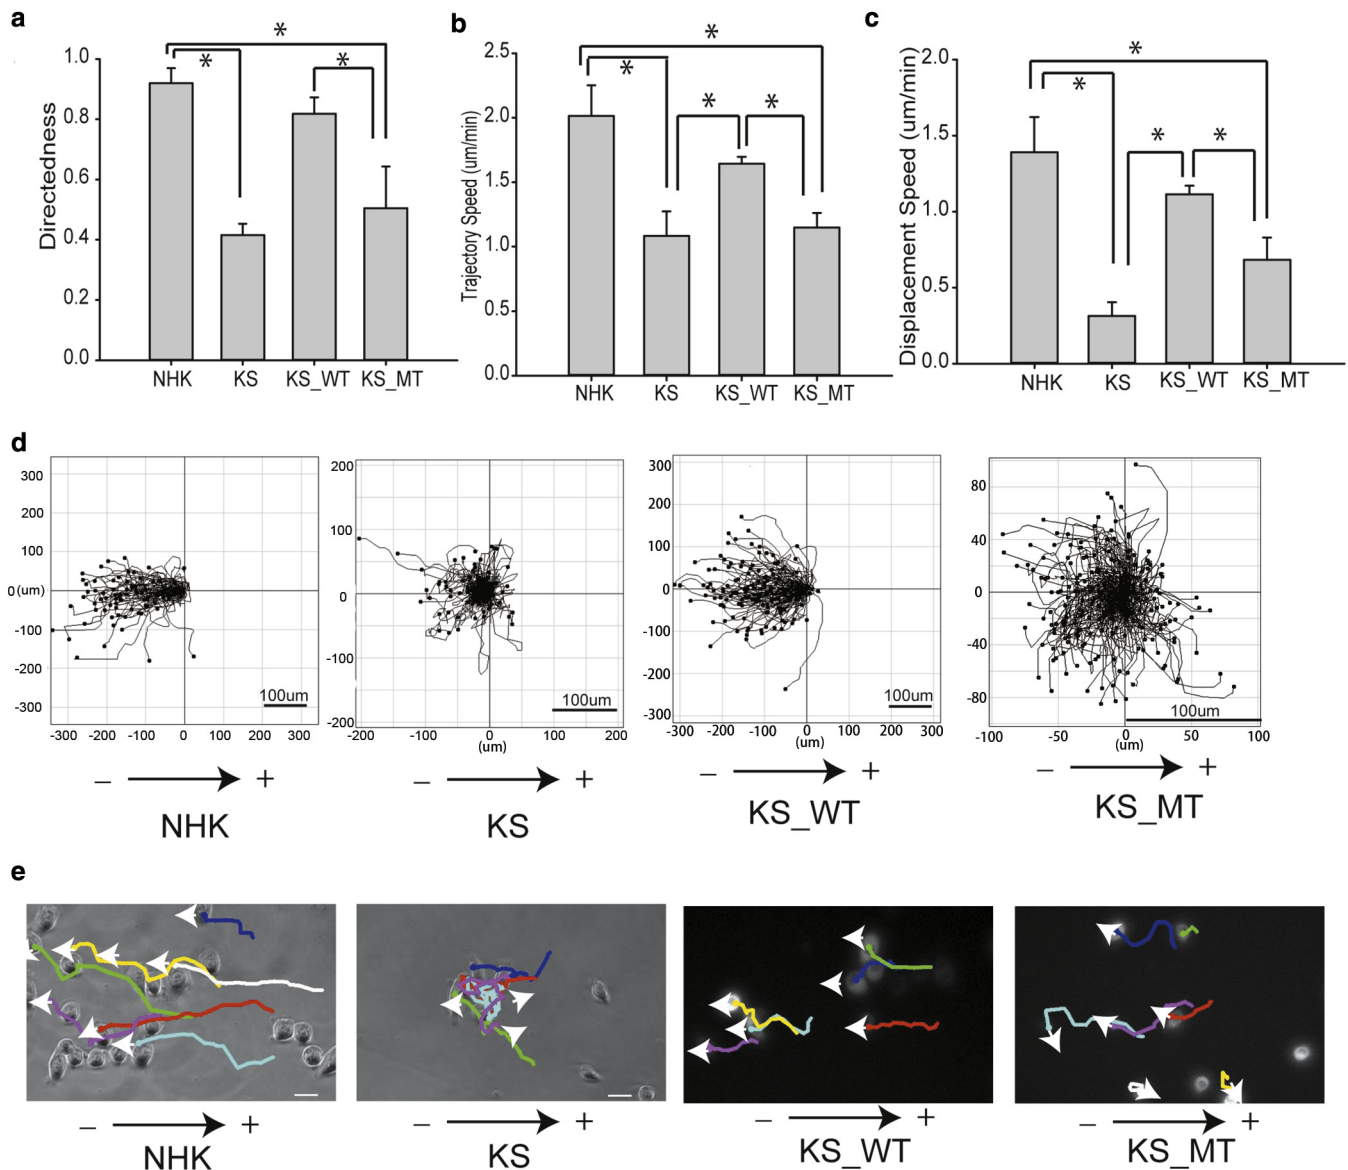 a
*
*
*
1.0
0.8
0.6
0.4
0.2
0.0
Directedness
NHK
KS
KS_WT
KS_MT
b
*
*
*
*
2.5
2.0
1.5
1.0
0.5
0.0
Trajectory Speed (um/min)
NHK
KS
KS_WT
KS_MT
c
*
*
*
*
2.0
1.5
1.0
0.5
0.0
Displacement Speed (um/min)
NHK
KS
KS_WT
KS_MT
d
300
200
100
0(um)
-100
-200
-300
100um
-300 -200 -100 0 100 200 300
− +
NHK
200
100
0
-100
-200
100um
-200 -100 0 100 200
(um)
− +
KS
300
200
100
0
-100
-200
-300
100um
-300 -200 -100 0 100 200 300
(um)
− +
KS_WT
80
40
0
-40
-80
100um
-100 -50 0 50 100
(um)
− +
KS_MT
e
− +
NHK
− +
KS
− +
KS_WT
− +
KS_MT